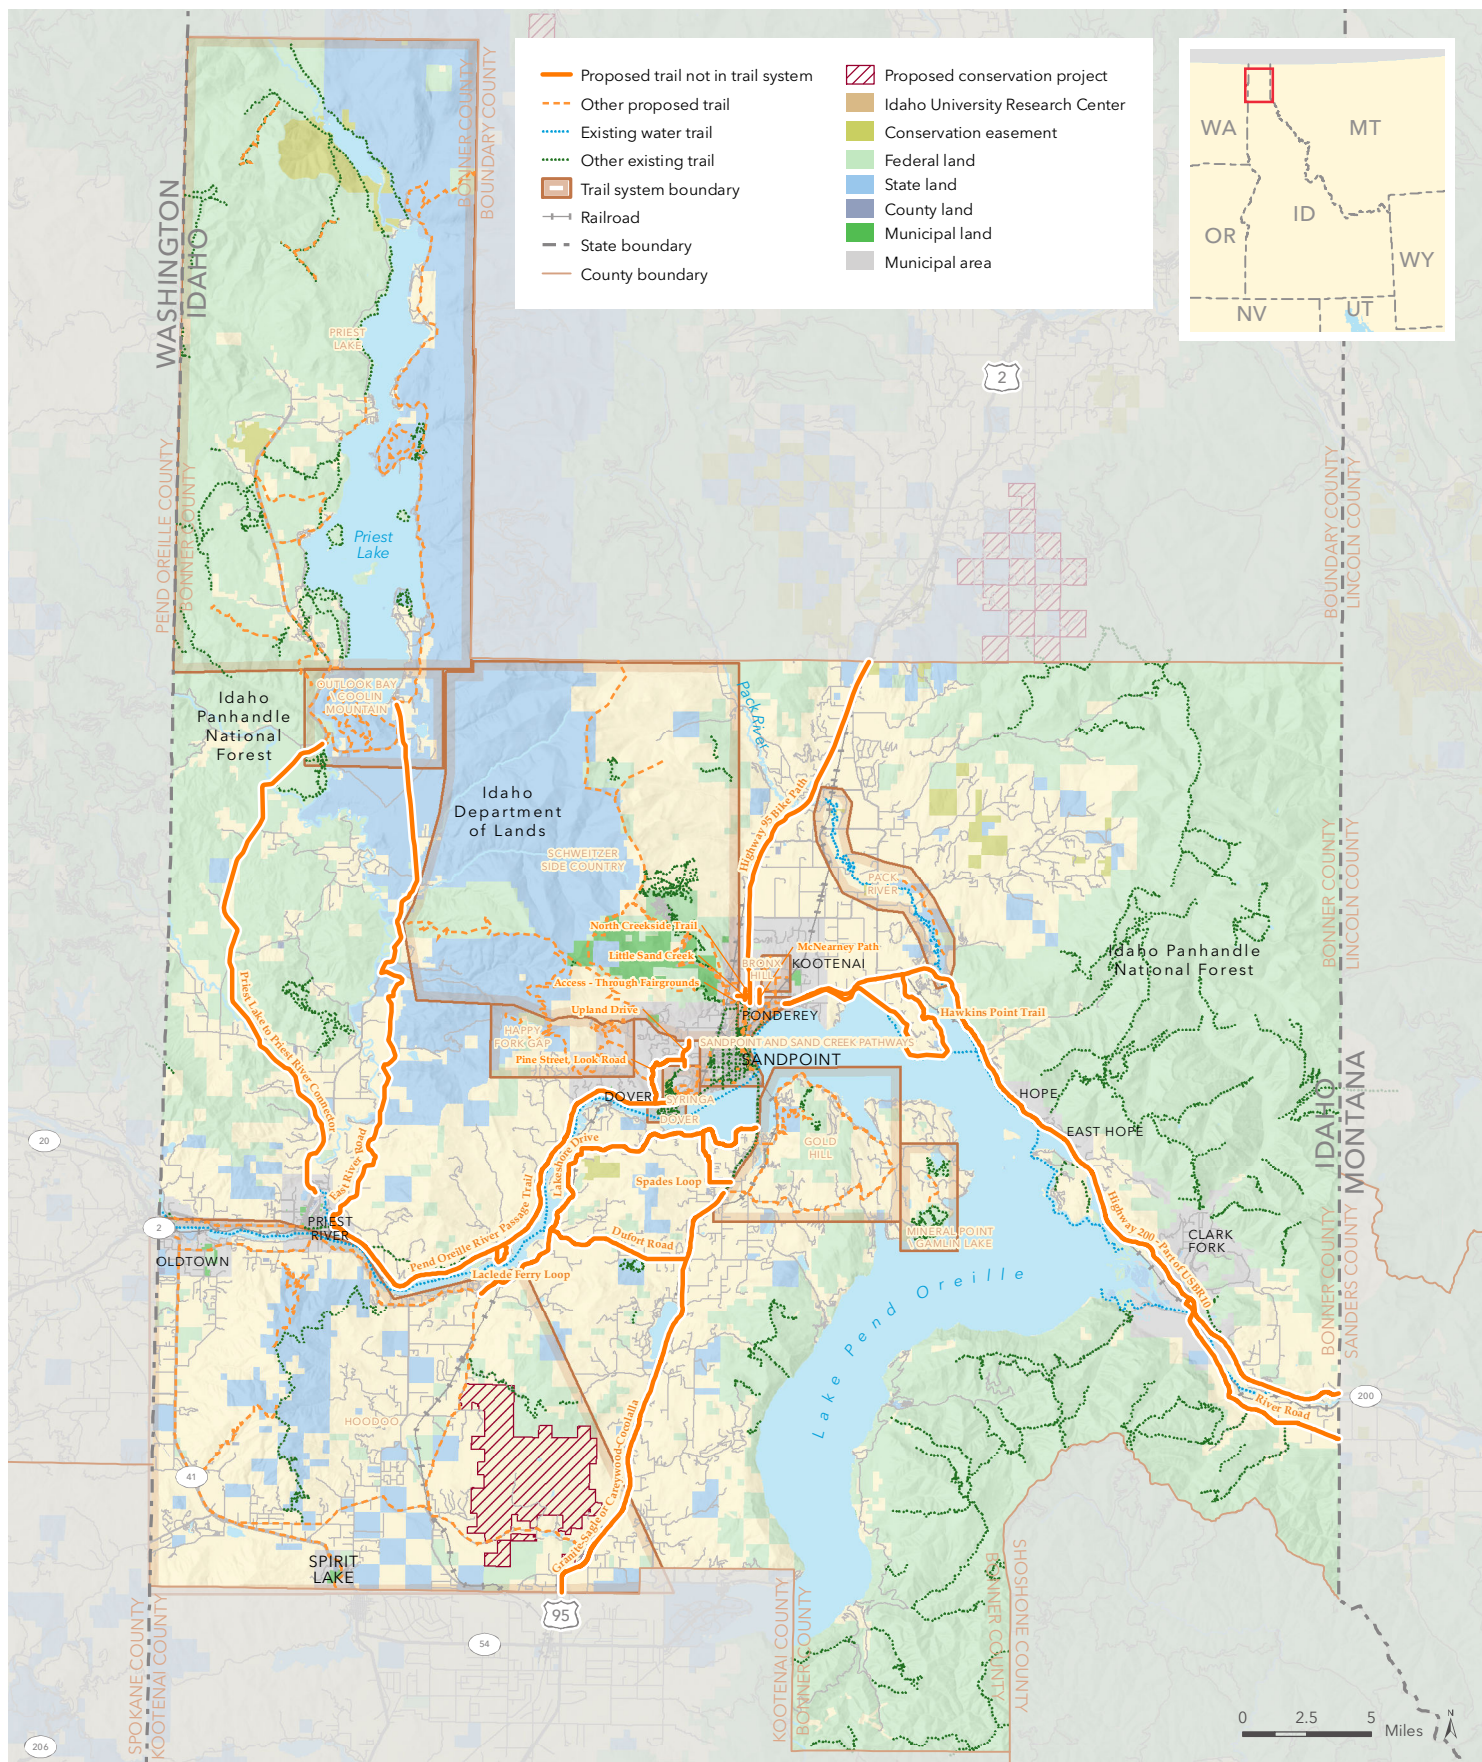 Proposed trail not in trail system
Other proposed trail
Existing water trail
Other existing trail
Trail system boundary
Railroad
State boundary
County boundary
Proposed conservation project
Idaho University Research Center
Conservation easement
Federal land
State land
County land
Municipal land
Municipal area
WA
MT
OR
ID
WY
NV
UT
BONNER COUNTY
BOUNDARY COUNTY
WASHINGTON
IDAHO
PRIEST
LAKE
2
PEND OREILLE COUNTY
BONNER COUNTY
Priest
Lake
BOUNDARY COUNTY
LINCOLN COUNTY
Idaho
Panhandle
National
Forest
OUTLOOK BAY
\ COOLIN
MOUNTAIN
Pack River
Idaho
Department
of Lands
Highway 95 Bike Path
SCHWEITZER
SIDE COUNTRY
PACK
RIVER
BONNER COUNTY
LINCOLN COUNTY
North Creekside Trail
Little Sand Creek
Access - Through Fairgrounds
Upland Drive
McNearney Path
BRONX
HILL
KOOTENAI
Idaho Panhandle
National Forest
PONDEREY
Hawkins Point Trail
Priest Lake to Priest River Connector
HAPPY
FORK GAP
Pine Street, Look Road
SANDPOINT AND SAND CREEK PATHWAYS
SANDPOINT
DOVER
SYRINGA
DOVER
HOPE
EAST HOPE
IDAHO
MONTANA
20
East River Road
Lakeshore Drive
GOLD
HILL
Spades Loop
Pend Oreille River Passage Trail
Highway 200 - Part of USBR10
2
PRIEST
RIVER
OLDTOWN
Dufort Road
MINERAL POINT
\ GAMLIN LAKE
CLARK
FORK
Laclede Ferry Loop
Lake Pend Oreille
BONNER COUNTY
SANDERS COUNTY
200
River Road
HOODOO
Granite-Sagle or Careywood-Cocolalla
41
SPIRIT
LAKE
95
54
SPOKANE COUNTY
KOOTENAI COUNTY
KOOTENAI COUNTY
BONNER COUNTY
BONNER COUNTY
SHOSHONE COUNTY
206
0
2.5
5
Miles
N